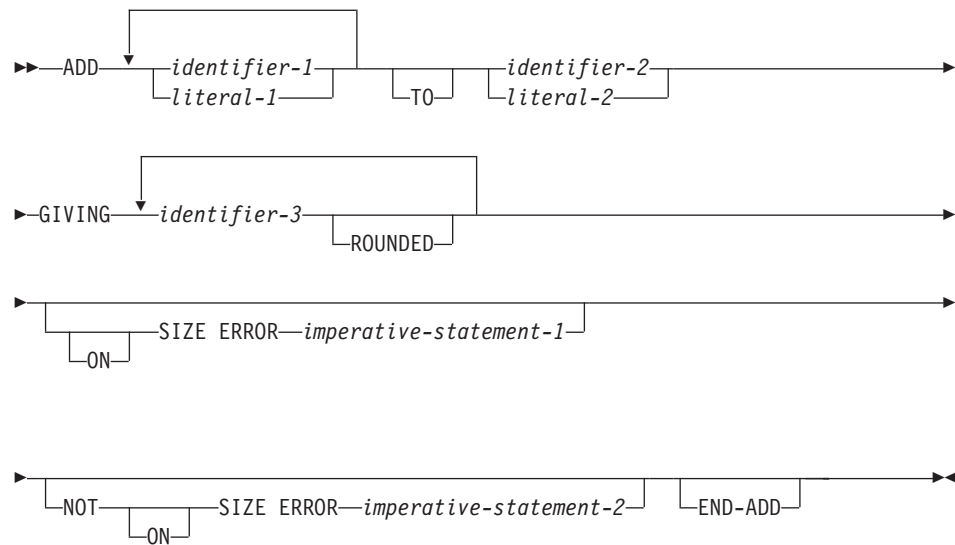 ADD identifier-1 identifier-2
literal-1 TO literal-2
GIVING identifier-3
ROUNDED
SIZE ERROR imperative-statement-1
ON
NOT SIZE ERROR imperative-statement-2 END-ADD
ON